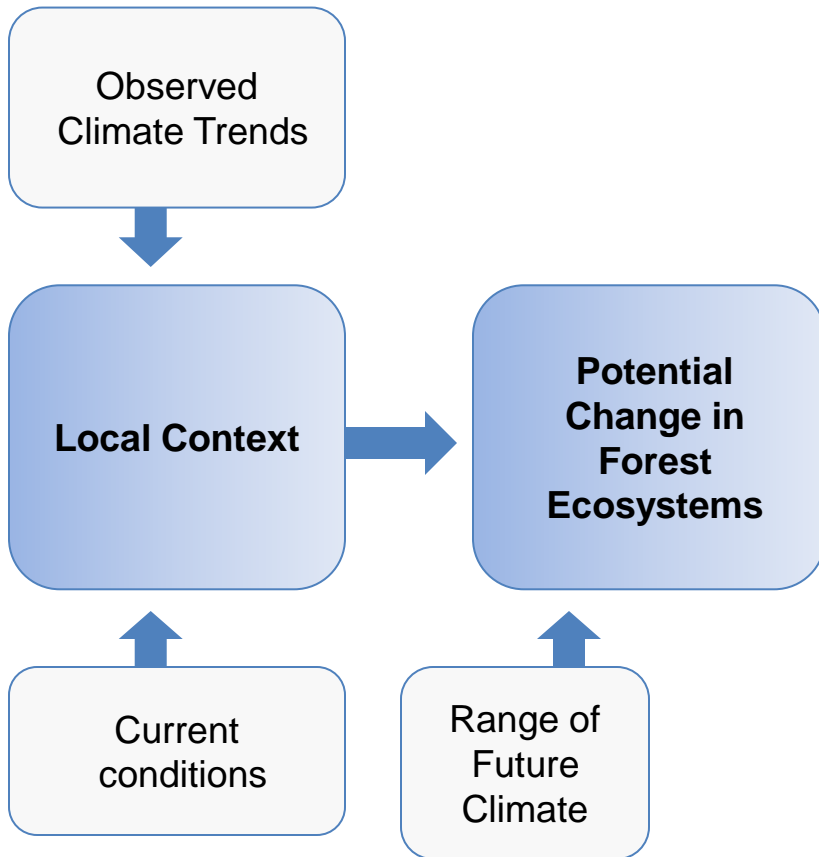 Observed
Climate Trends
Local Context
Potential
Change in
Forest
Ecosystems
Current
conditions
Range of
Future
Climate